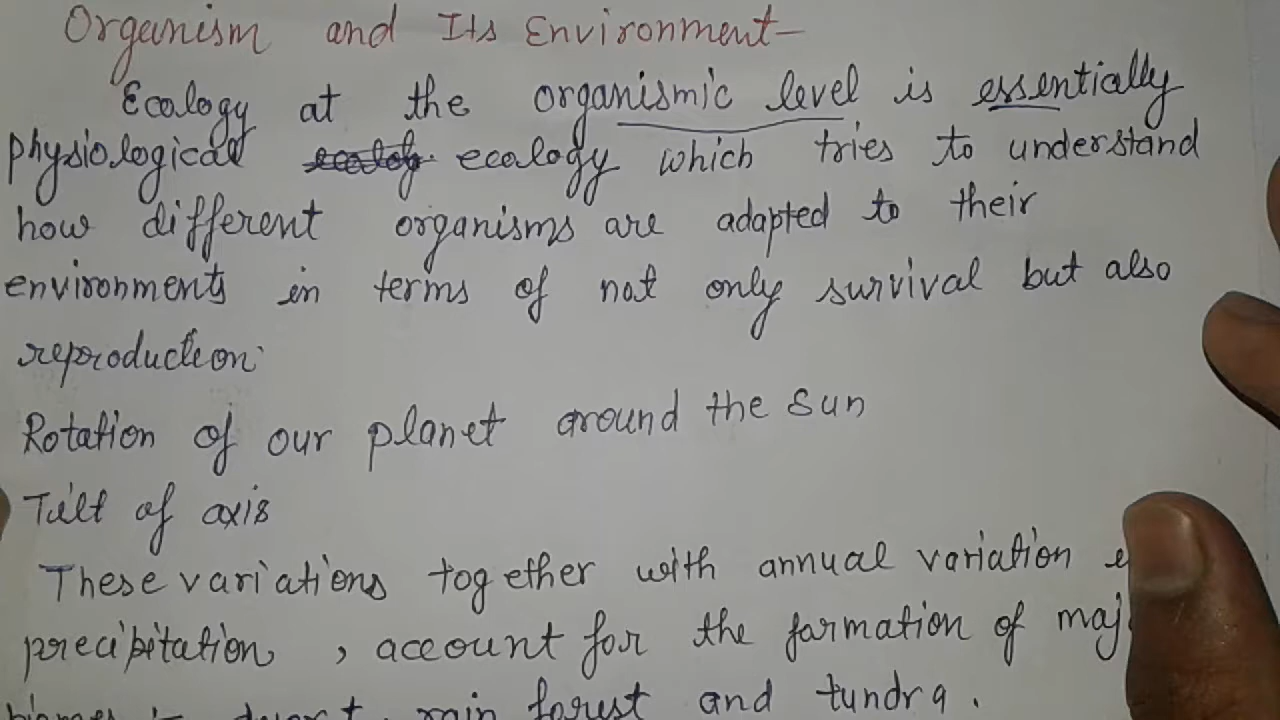 Organism and Its Environment-
Ecology at the organismic level is essentially
physiological ecology which tries to understand
how different organisms are adapted to their
environments in terms of not only survival but also
reproduction.
Rotation of our planet around the Sun
Tilt of axis
These variations together with annual variation
precipitation, account for the formation of
rain forest and tundra.